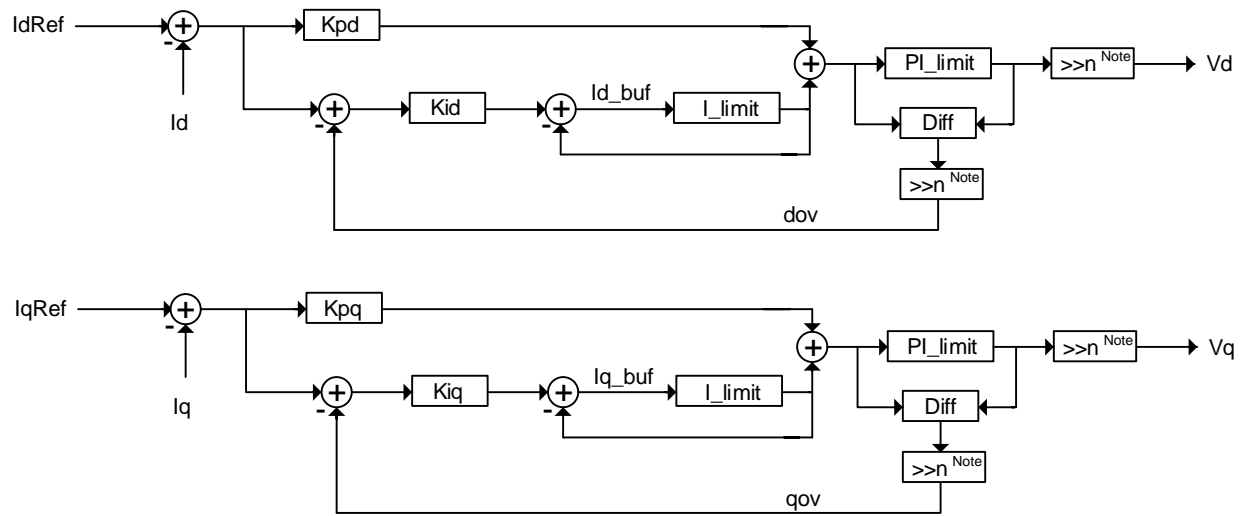 IdRef
+
-
Id
Kpd
+
-
Kid
+
-
Id_buf
I_limit
+
PI_limit
>>n Note
Vd
Diff
>>n Note
dov
IqRef
+
-
Iq
Kpq
+
-
Kiq
+
-
Iq_buf
I_limit
+
PI_limit
>>n Note
Vq
Diff
>>n Note
qov